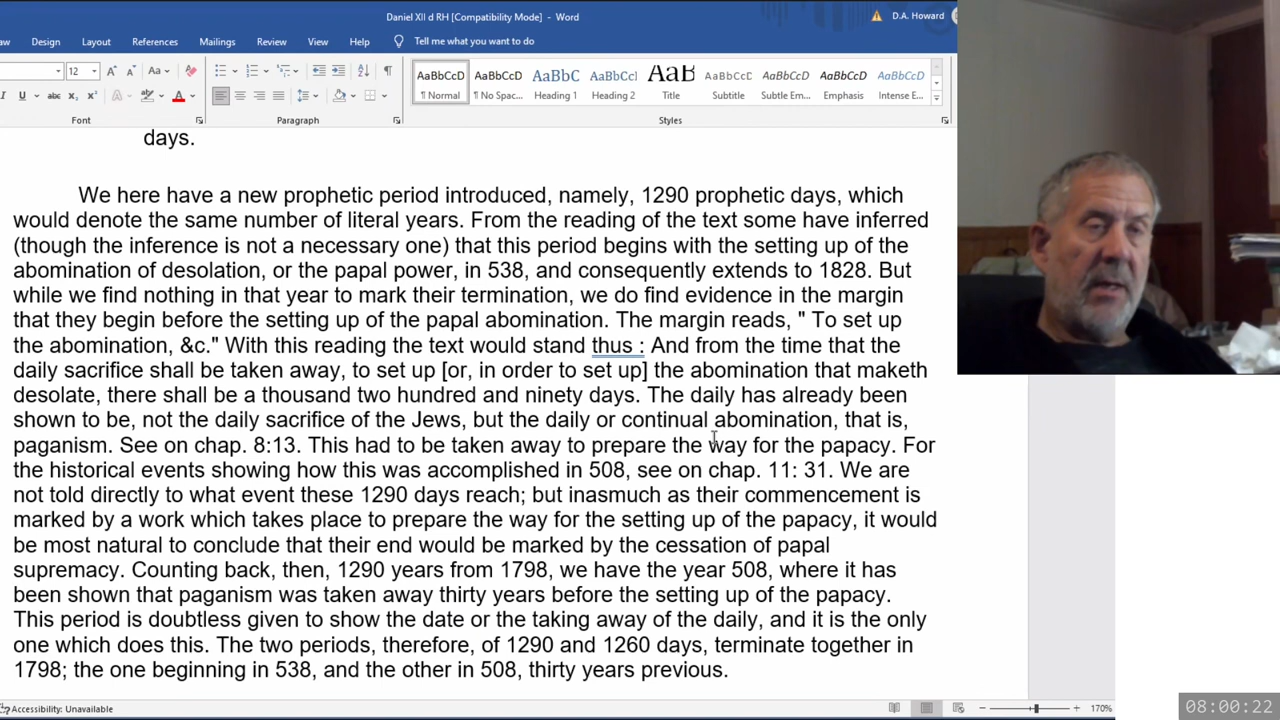 Daniel XII d RH [Compatibility Mode] - Word
D.A. Howard
aw Design Layout References Mailings Review View Help Tell me what you want to do
12 Aa
AaBbCcD AaBbCcD AaBbC AaBbCcI AaB AaBbCcD AaBbCcD AaBbCcD AaBbCcD
¶ Normal ¶ No Spac... Heading 1 Heading 2 Title Subtitle Subtle Em... Emphasis Intense E...
Font Paragraph Styles
days.
We here have a new prophetic period introduced, namely, 1290 prophetic days, which
would denote the same number of literal years. From the reading of the text some have inferred
(though the inference is not a necessary one) that this period begins with the setting up of the
abomination of desolation, or the papal power, in 538, and consequently extends to 1828. But
while we find nothing in that year to mark their termination, we do find evidence in the margin
that they begin before the setting up of the papal abomination. The margin reads, " To set up
the abomination, &c." With this reading the text would stand thus : And from the time that the
daily sacrifice shall be taken away, to set up [or, in order to set up] the abomination that maketh
desolate, there shall be a thousand two hundred and ninety days. The daily has already been
shown to be, not the daily sacrifice of the Jews, but the daily or continual abomination, that is,
paganism. See on chap. 8:13. This had to be taken away to prepare the way for the papacy. For
the historical events showing how this was accomplished in 508, see on chap. 11: 31. We are
not told directly to what event these 1290 days reach; but inasmuch as their commencement is
marked by a work which takes place to prepare the way for the setting up of the papacy, it would
be most natural to conclude that their end would be marked by the cessation of papal
supremacy. Counting back, then, 1290 years from 1798, we have the year 508, where it has
been shown that paganism was taken away thirty years before the setting up of the papacy.
This period is doubtless given to show the date or the taking away of the daily, and it is the only
one which does this. The two periods, therefore, of 1290 and 1260 days, terminate together in
1798; the one beginning in 538, and the other in 508, thirty years previous.
Accessibility: Unavailable
170%
08:00:22